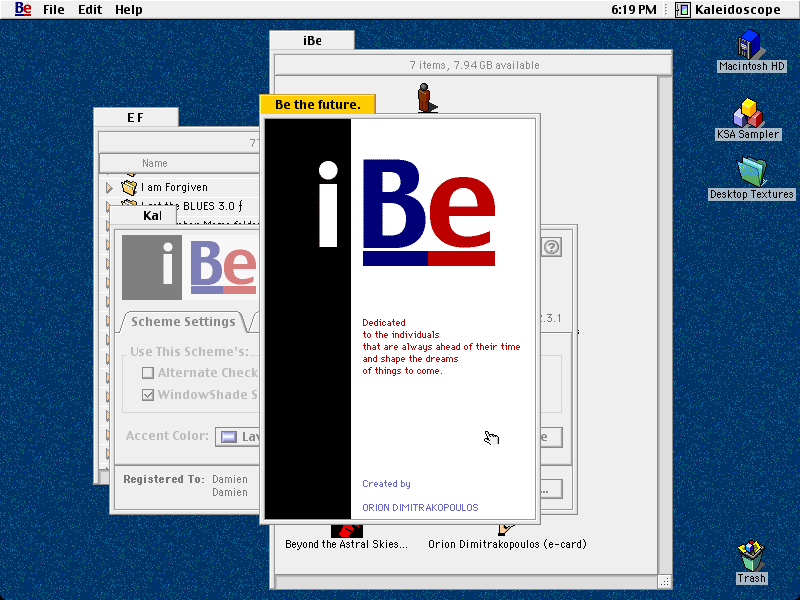 Be File Edit Help 6:19 PM Kaleidoscope
iBe
7 items, 7.94 GB available
Macintosh HD
KSA Sampler
Desktop Textures
Be the future.
E F
Name
I am Forgiven
BLUES 3.0 ƒ
Kal
iBe
iBe
Scheme Settings
Use This Scheme's:
Alternate Check
WindowShade S
Accent Color:
Registered To: Damien
Damien
Dedicated
to the individuals
that are always ahead of their time
and shape the dreams
of things to come.
Created by
ORION DIMITRAKOPOULOS
?
.3.1
Beyond the Astral Skies...
Orion Dimitrakopoulos (e-card)
Trash